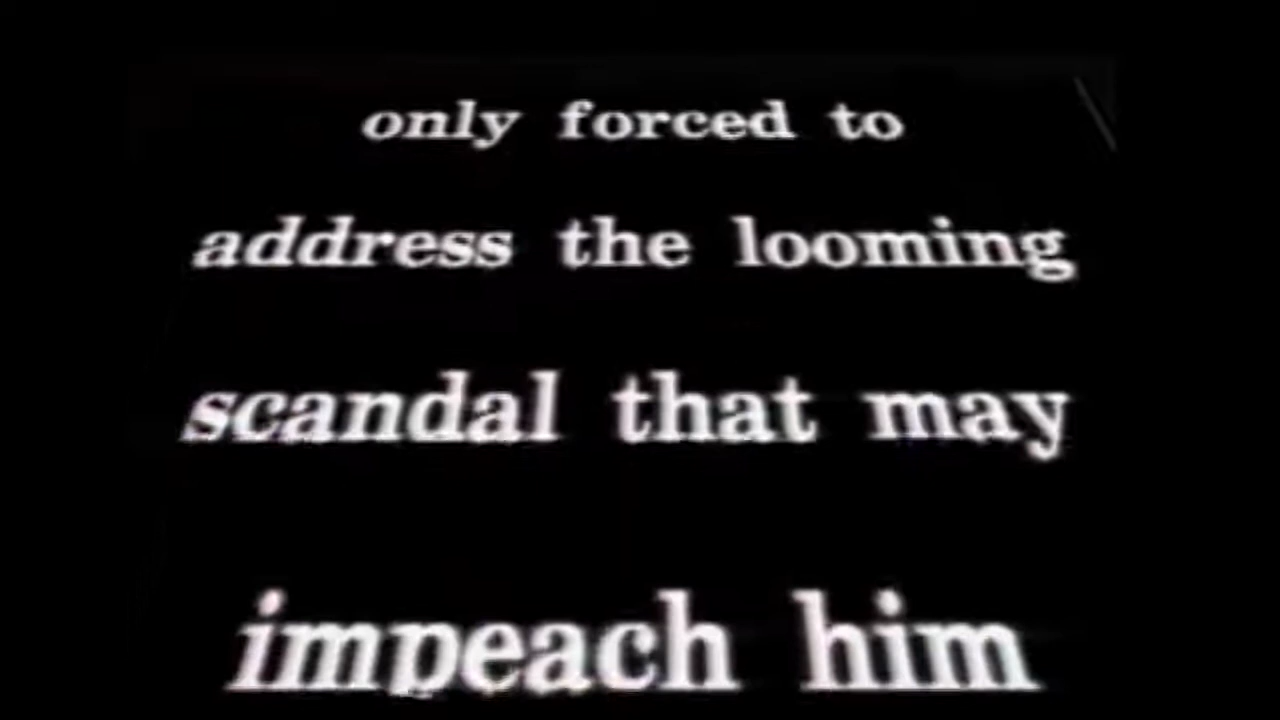 only forced to
address the looming
scandal that may
impeach him